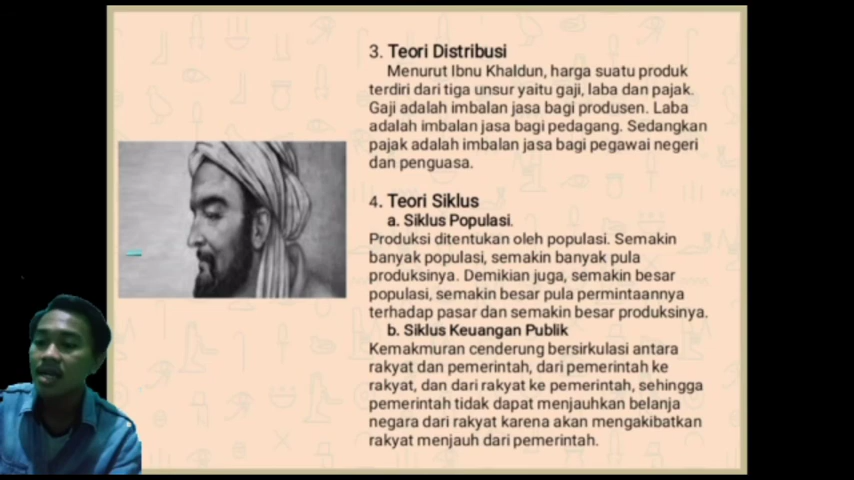 3. Teori Distribusi
Menurut Ibnu Khaldun, harga suatu produk
terdiri dari tiga unsur yaitu gaji, laba dan pajak.
Gaji adalah imbalan jasa bagi produsen. Laba
adalah imbalan jasa bagi pedagang. Sedangkan
pajak adalah imbalan jasa bagi pegawai negeri
dan penguasa.
4. Teori Siklus
a. Siklus Populasi.
Produksi ditentukan oleh populasi. Semakin
banyak populasi, semakin banyak pula
produksinya. Demikian juga, semakin besar
populasi, semakin besar pula permintaannya
terhadap pasar dan semakin besar produksinya.
b. Siklus Keuangan Publik
Kemakmuran cenderung bersirkulasi antara
rakyat dan pemerintah, dari pemerintah ke
rakyat, dan dari rakyat ke pemerintah, sehingga
pemerintah tidak dapat menjauhkan belanja
negara dari rakyat karena akan mengakibatkan
rakyat menjauh dari pemerintah.